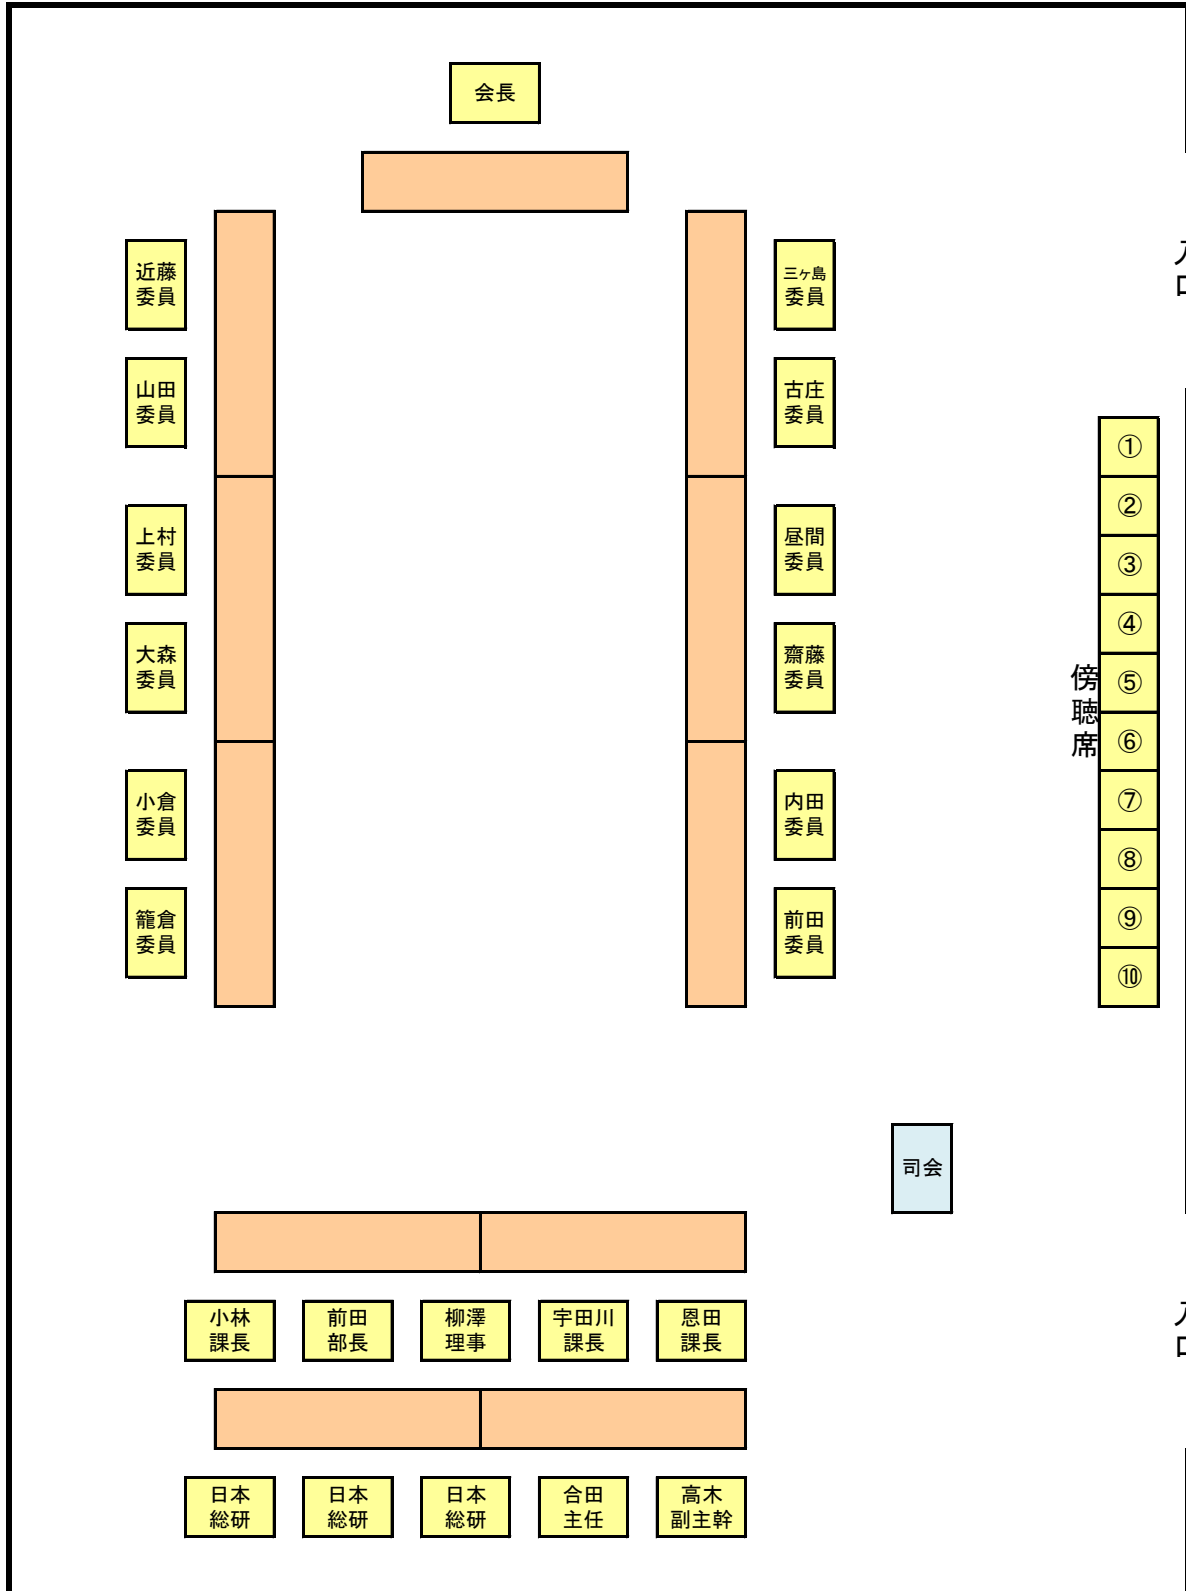 会長
近藤
委員
三ヶ島
委員
入口
山田
委員
古庄
委員
①
②
上村
委員
昼間
委員
③
④
大森
委員
齋藤
委員
傍聴席
⑤
⑥
小倉
委員
内田
委員
⑦
⑧
籠倉
委員
前田
委員
⑨
⑩
司会
小林
課長
前田
部長
柳澤
理事
宇田川
課長
恩田
課長
入口
日本
総研
日本
総研
日本
総研
合田
主任
高木
副主幹